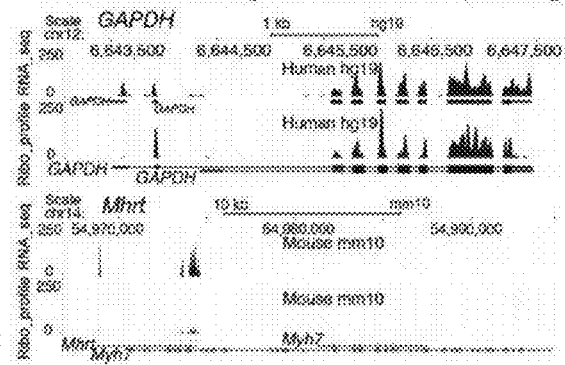 Scale GAPDH 1 kb hg19
chr12:
6,643,500 6,644,500 6,645,500 6,646,500 6,647,500
250
Human hg19
0
GAPDH GAPDH
250
Human hg19
0
GAPDH GAPDH
Ribo_profile RNA_seq
Scale Mhrt 10 kb mm10
chr14:
54,970,000 54,980,000 54,990,000
250
Mouse mm10
0
250
Mouse mm10
0
Mhrt Myh7 Myh7
Ribo_profile RNA_seq